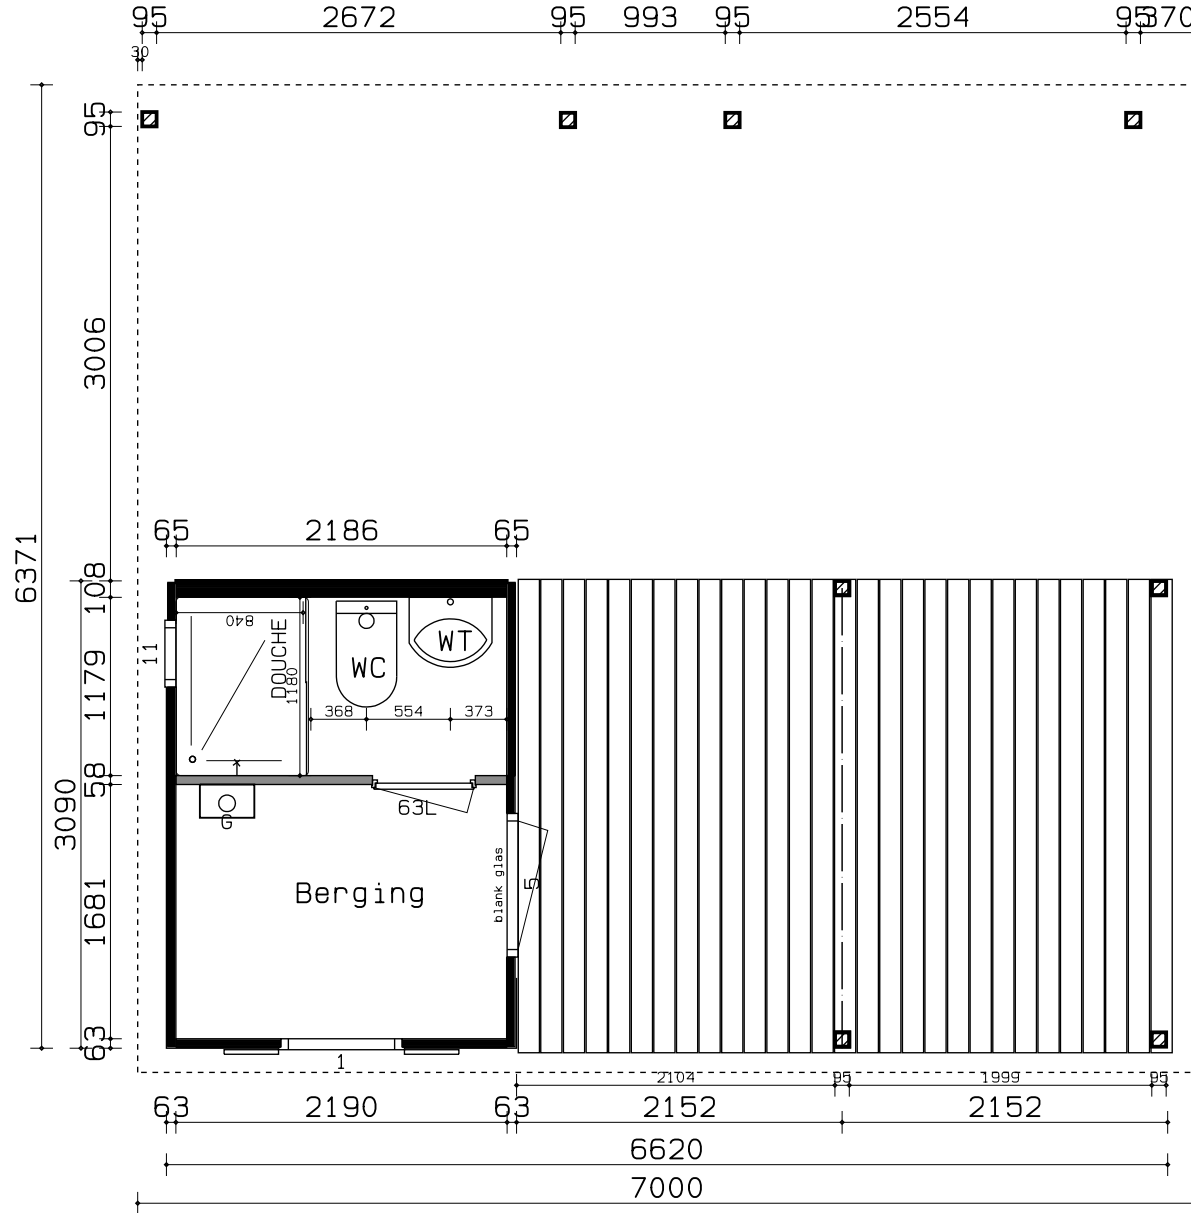 95 2672 95 993 95 2554 95 370
30
95
3006
6371
65 2186 65
108
840
DOUCHE
1180
11
WC
WT
368 554 373
1179
58
63L
G
3090
Berging
blank glas
5
1681
63
1
2104 95 1999 95
63 2190 63 2152 2152
6620
7000